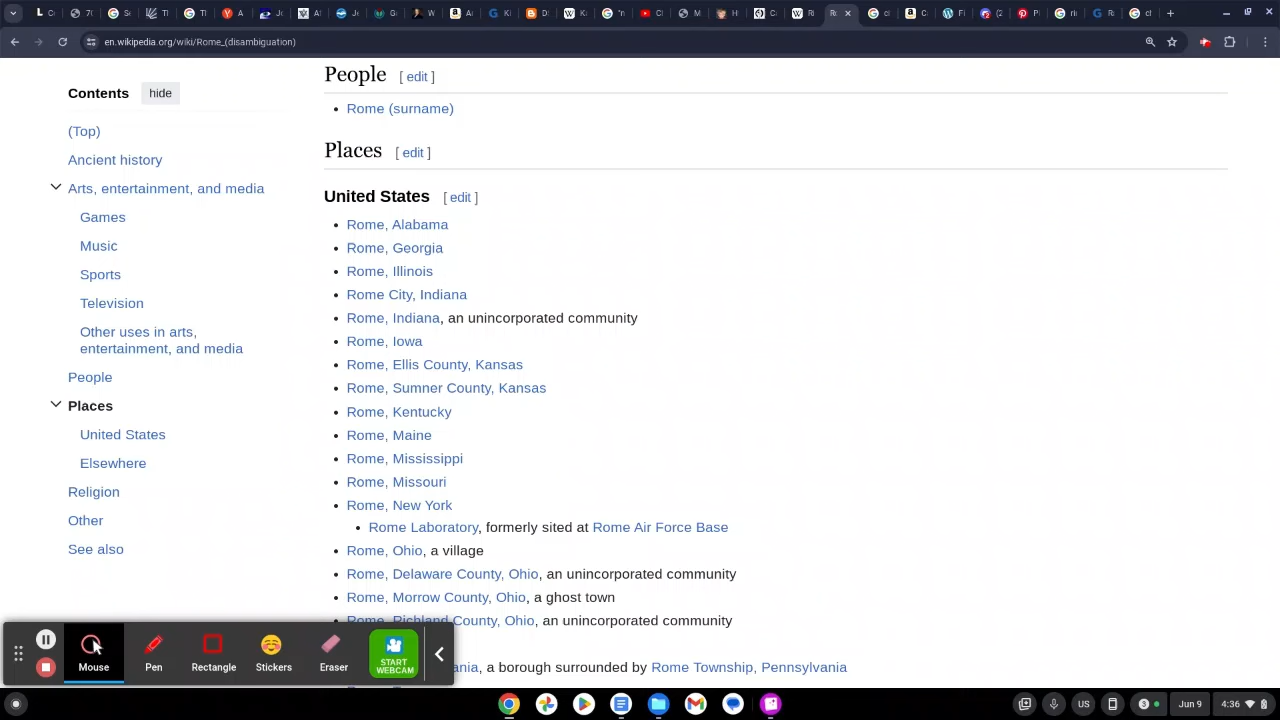 en.wikipedia.org/wiki/Rome_(disambiguation)
Contents hide
(Top)
Ancient history
Arts, entertainment, and media
Games
Music
Sports
Television
Other uses in arts,
entertainment, and media
People
Places
United States
Elsewhere
Religion
Other
See also
People [ edit ]
Rome (surname)
Places [ edit ]
United States [ edit ]
Rome, Alabama
Rome, Georgia
Rome, Illinois
Rome City, Indiana
Rome, Indiana, an unincorporated community
Rome, Iowa
Rome, Ellis County, Kansas
Rome, Sumner County, Kansas
Rome, Kentucky
Rome, Maine
Rome, Mississippi
Rome, Missouri
Rome, New York
Rome Laboratory, formerly sited at Rome Air Force Base
Rome, Ohio, a village
Rome, Delaware County, Ohio, an unincorporated community
Rome, Morrow County, Ohio, a ghost town
Rome, Richland County, Ohio, an unincorporated community
ania, a borough surrounded by Rome Township, Pennsylvania
Mouse Pen Rectangle Stickers Eraser
START
WEBCAM
US 3 Jun 9 4:36